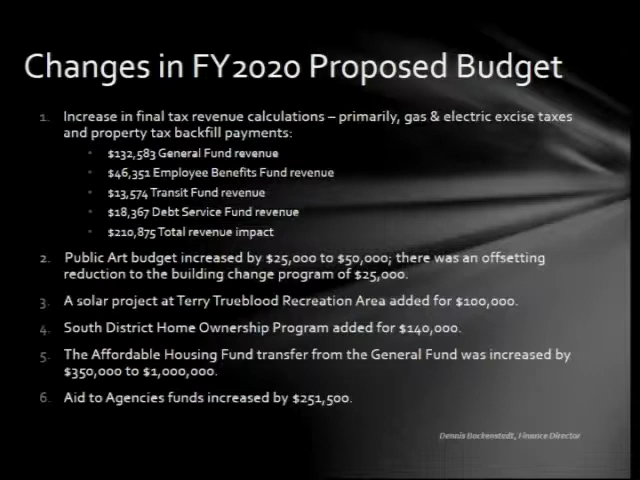 Changes in FY2020 Proposed Budget
1. Increase in final tax revenue calculations – primarily, gas & electric excise taxes
and property tax backfill payments:
• $132,583 General Fund revenue
• $46,351 Employee Benefits Fund revenue
• $13,574 Transit Fund revenue
• $18,367 Debt Service Fund revenue
• $210,875 Total revenue impact
2. Public Art budget increased by $25,000 to $50,000; there was an offsetting
reduction to the building change program of $25,000.
3. A solar project at Terry Trueblood Recreation Area added for $100,000.
4. South District Home Ownership Program added for $140,000.
5. The Affordable Housing Fund transfer from the General Fund was increased by
$350,000 to $1,000,000.
6. Aid to Agencies funds increased by $251,500.
Dennis Bockenstedt, Finance Director